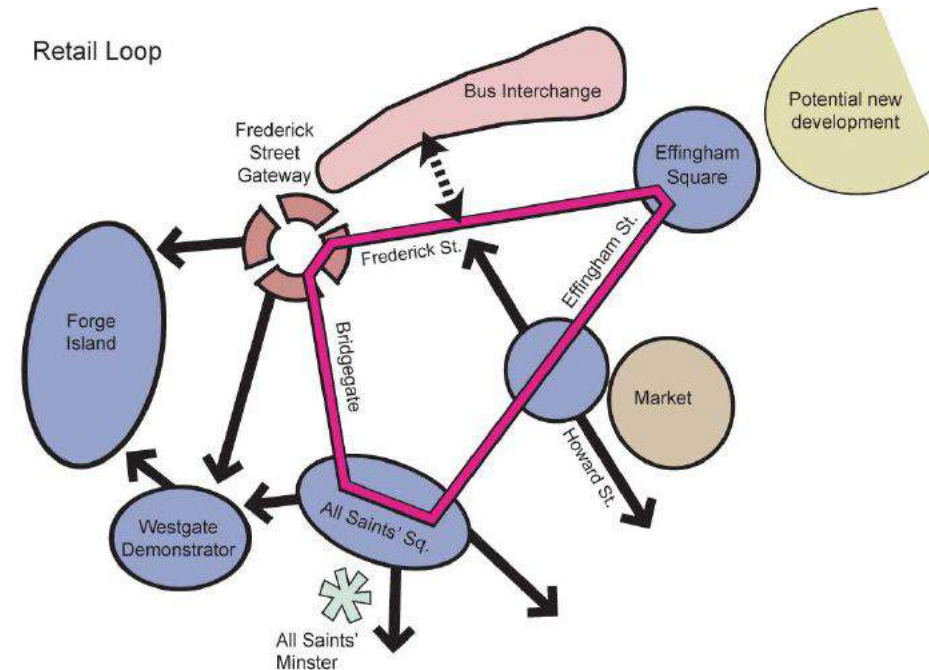 Retail Loop
Bus Interchange
Potential new
development
Frederick
Street
Gateway
Effingham
Square
Frederick St.
Effingham St.
Forge
Island
Bridgegate
Market
Howard St.
All Saints' Sq.
Westgate
Demonstrator
All Saints'
Minster